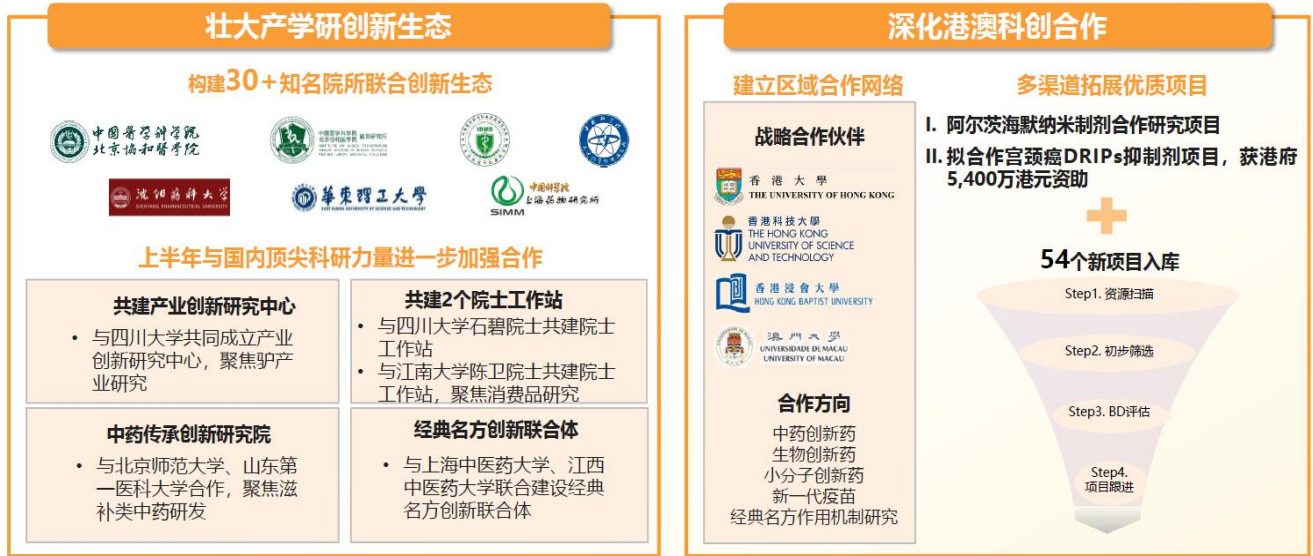 壮大产学研创新生态
构建30+知名院所联合创新生态
中国医学科学院
北京协和医学院
IBMS
沈阳药科大学
SHENYANG PHARMACEUTICAL UNIVERSITY
華東理工大學
EAST CHINA UNIVERSITY OF SCIENCE AND TECHNOLOGY
SIMM
中国科学院
上海药物研究所
上半年与国内顶尖科研力量进一步加强合作
共建产业创新研究中心
• 与四川大学共同成立产业
创新研究中心，聚焦驴产
业研究
共建2个院士工作站
• 与四川大学石碧院士共建院士
工作站
• 与江南大学陈卫院士共建院士
工作站，聚焦消费品研究
中药传承创新研究院
• 与北京师范大学、山东第
一医科大学合作，聚焦滋
补类中药研发
经典名方创新联合体
• 与上海中医药大学、江西
中医药大学联合建设经典
名方创新联合体
深化港澳科创合作
建立区域合作网络
战略合作伙伴
香港大學
THE UNIVERSITY OF HONG KONG
香港科技大學
THE HONG KONG
UNIVERSITY OF SCIENCE
AND TECHNOLOGY
香港浸會大學
HONG KONG BAPTIST UNIVERSITY
澳門大學
UNIVERSIDADE DE MACAU
UNIVERSITY OF MACAU
合作方向
中药创新药
生物创新药
小分子创新药
新一代疫苗
经典名方作用机制研究
多渠道拓展优质项目
I. 阿尔茨海默纳米制剂合作研究项目
II. 拟合作宫颈癌DRIPs抑制剂项目，获港府
5,400万港元资助
54个新项目入库
Step1. 资源扫描
Step2. 初步筛选
Step3. BD评估
Step4.
项目跟进